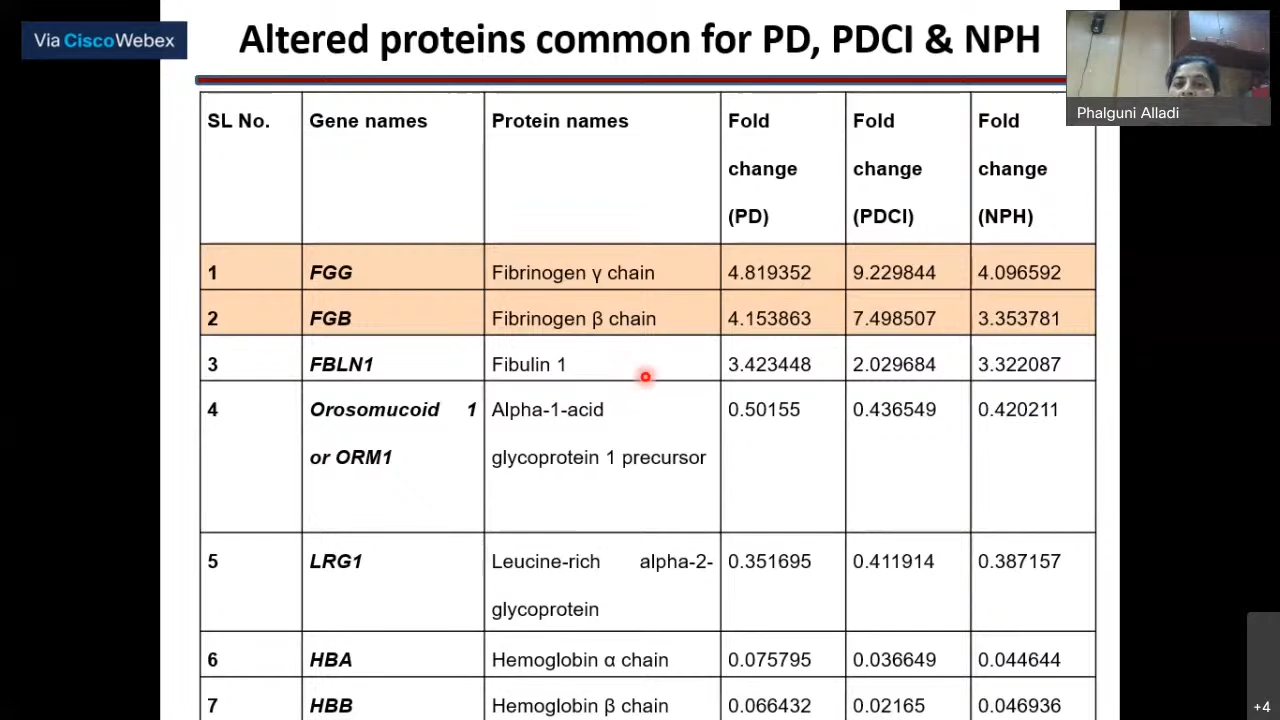 Via CiscoWebex
Altered proteins common for PD, PDCI & NPH
Phalguni Alladi
SL No. Gene names Protein names Fold change (PD) Fold change (PDCI) Fold change (NPH)
1 FGG Fibrinogen γ chain 4.819352 9.229844 4.096592
2 FGB Fibrinogen β chain 4.153863 7.498507 3.353781
3 FBLN1 Fibulin 1 3.423448 2.029684 3.322087
4 Orosomucoid 1 or ORM1 Alpha-1-acid glycoprotein 1 precursor 0.50155 0.436549 0.420211
5 LRG1 Leucine-rich alpha-2-glycoprotein 0.351695 0.411914 0.387157
6 HBA Hemoglobin α chain 0.075795 0.036649 0.044644
7 HBB Hemoglobin β chain 0.066432 0.02165 0.046936
+4